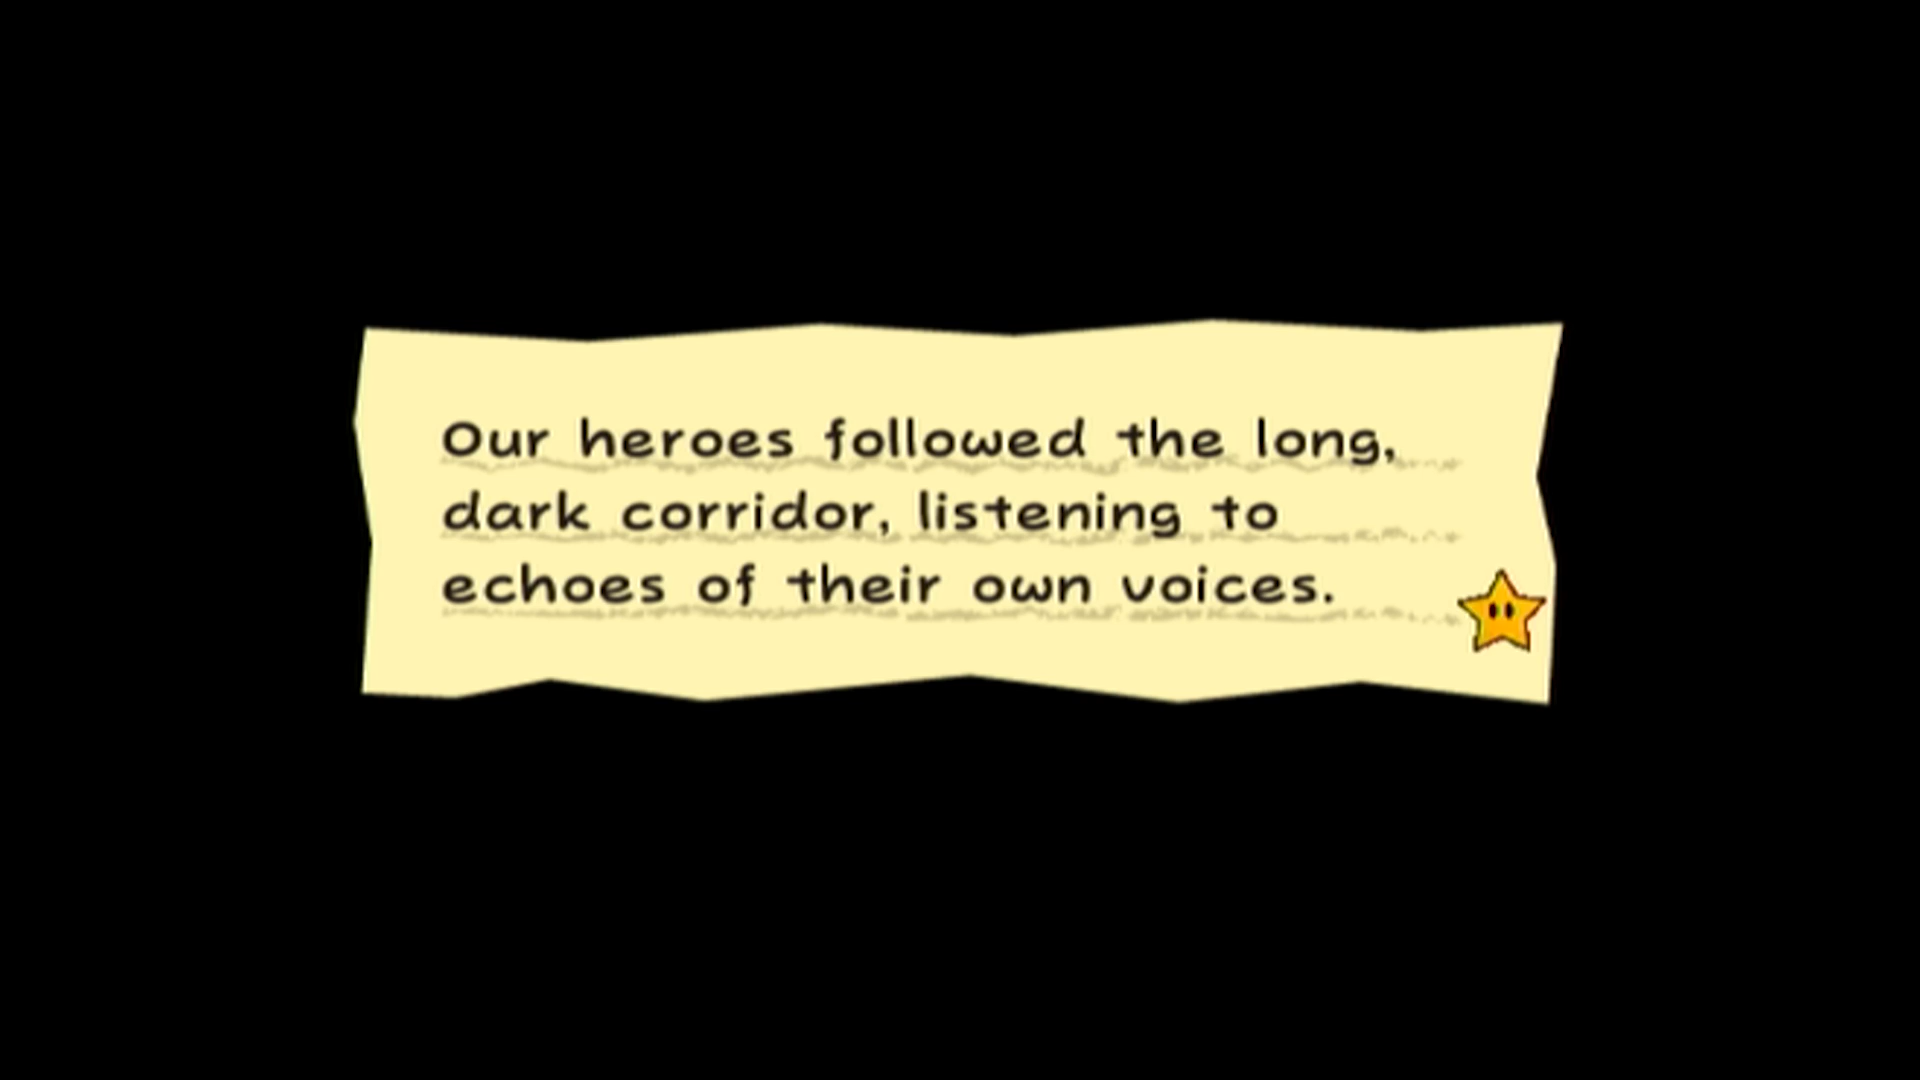 Our heroes followed the long,
dark corridor, listening to
echoes of their own voices.